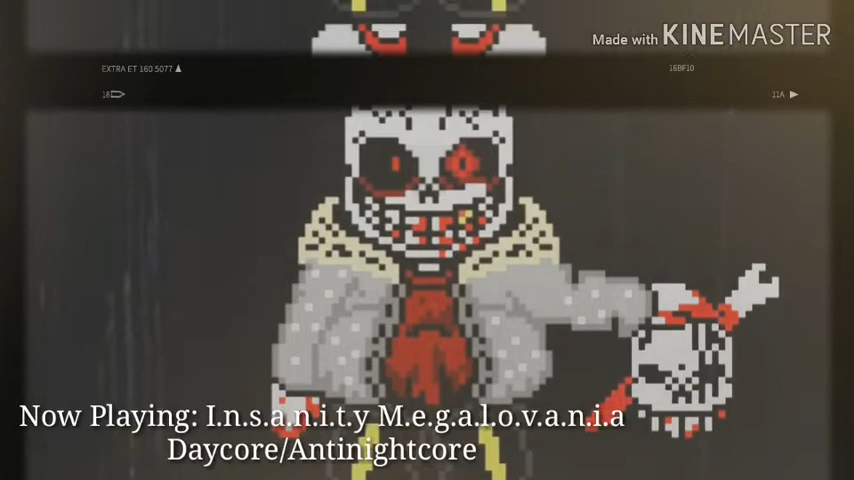 Made with KINEMASTER
EXTRA ET 160 5077 ▲
16BF10
18
11A ▶
Now Playing: I.n.s.a.n.i.t.y M.e.g.a.l.o.v.a.n.i.a
Daycore/Antinightcore